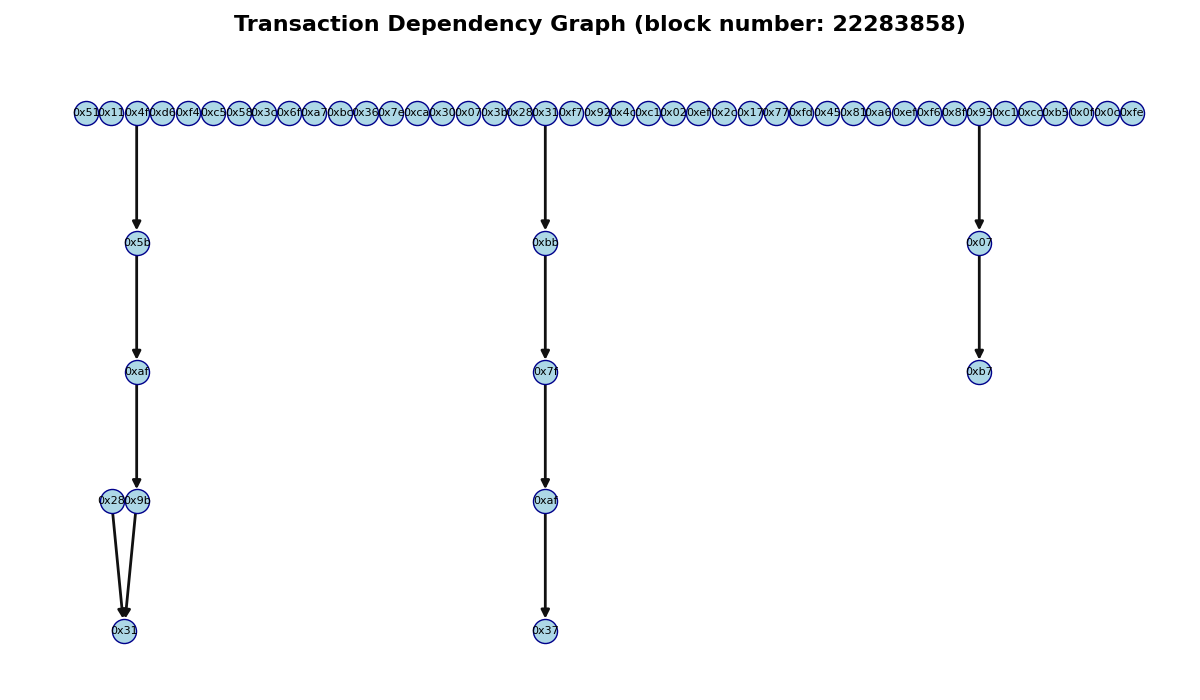 Transaction Dependency Graph (block number: 22283858)
0x51 0x11 0x4f 0xd6 0xf4 0xc5 0x58 0x3c 0x6f 0xa7 0xbc 0x36 0x7e 0xca 0x30 0x07 0x3b 0x28 0x31 0xf7 0x92 0x4c 0xc1 0x02 0xef 0x2c 0x17 0x77 0xfd 0x45 0x81 0xa6 0xef 0xf6 0x8f 0x93 0xc1 0xcc 0xb5 0x0f 0x0c 0xfe
0x5b 0xbb 0x07
0xaf 0x7f 0xb7
0x28 0x9b 0xaf
0x31 0x37